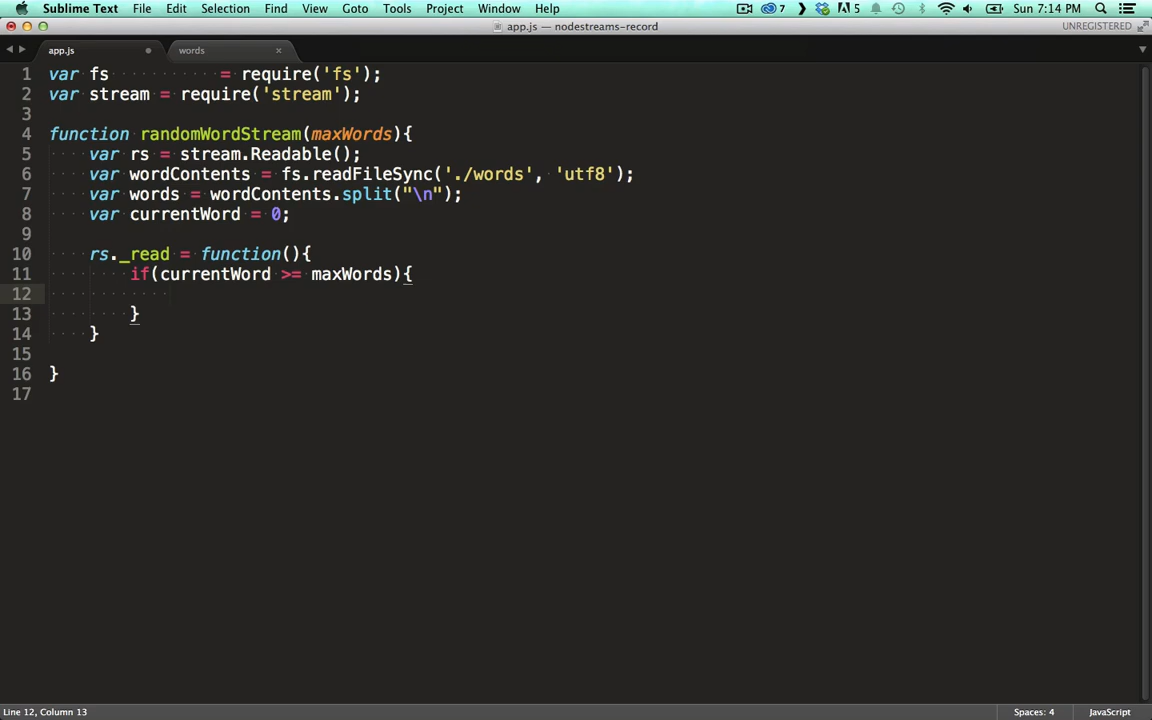 Sublime Text File Edit Selection Find View Goto Tools Project Window Help 7 5 Sun 7:14 PM
app.js — nodestreams-record UNREGISTERED
app.js words
1 var fs = require('fs');
2 var stream = require('stream');
3
4 function randomWordStream(maxWords){
5 var rs = stream.Readable();
6 var wordContents = fs.readFileSync('./words', 'utf8');
7 var words = wordContents.split("\n");
8 var currentWord = 0;
9
10 rs._read = function(){
11 if(currentWord >= maxWords){
12
13 }
14 }
15
16 }
17
Line 12, Column 13 Spaces: 4 JavaScript